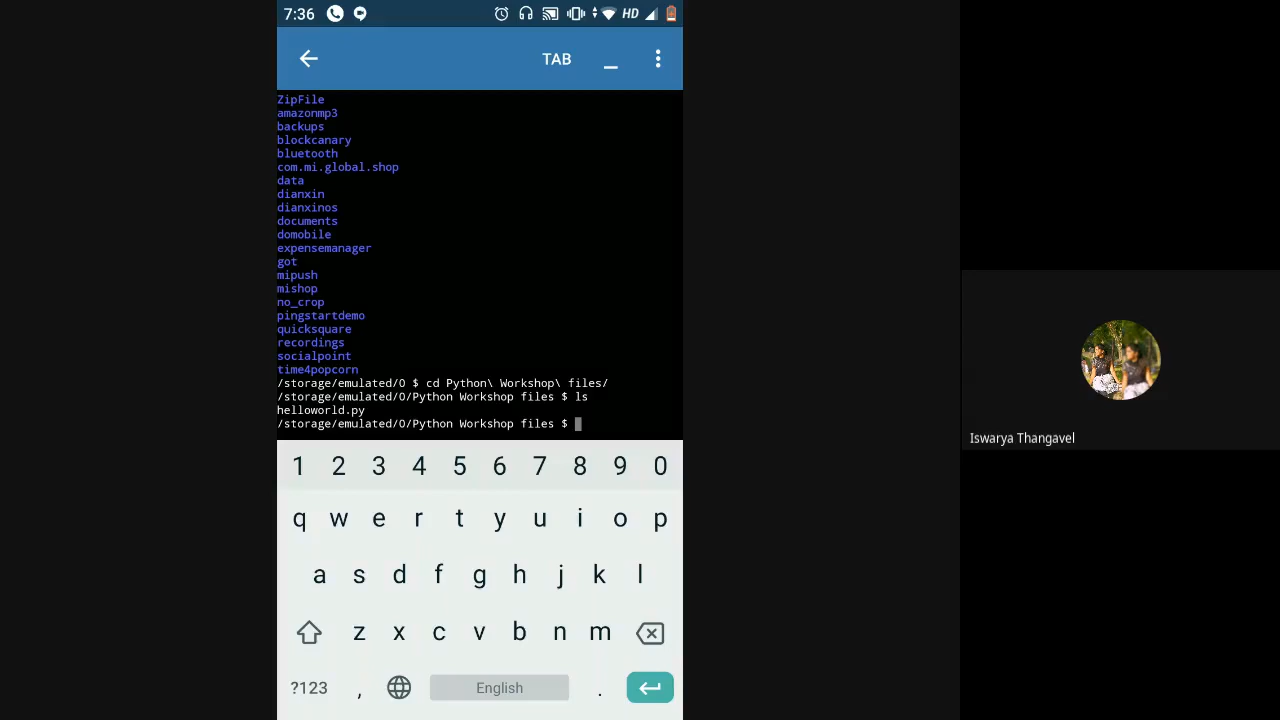 7:36 HD
TAB
ZipFile
amazonmp3
backups
blockcanary
bluetooth
com.mi.global.shop
data
dianxin
dianxinos
documents
domobile
expensemanager
got
mipush
mishop
no_crop
pingstartdemo
quicksquare
recordings
socialpoint
time4popcorn
/storage/emulated/0 $ cd Python\ Workshop\ files/
/storage/emulated/0/Python Workshop files $ ls
helloworld.py
/storage/emulated/0/Python Workshop files $
1 2 3 4 5 6 7 8 9 0
q w e r t y u i o p
a s d f g h j k l
z x c v b n m
?123 , English .
Iswarya Thangavel